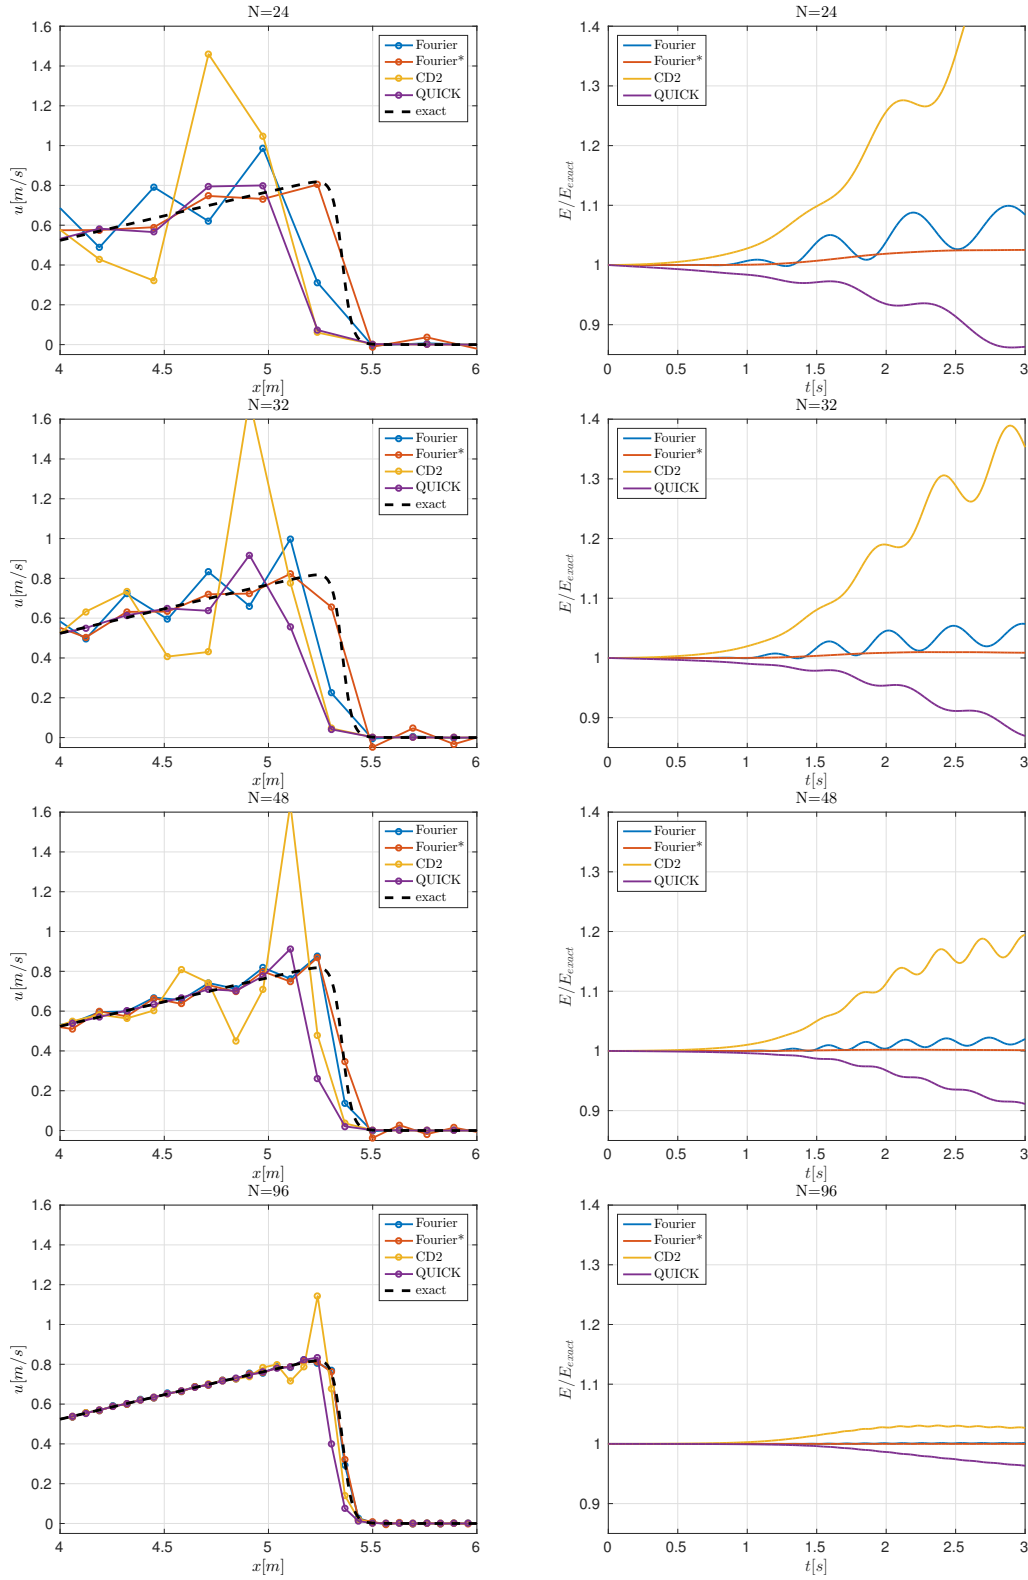 N=24
1.6
1.4
1.2
1
0.8
0.6
0.4
0.2
0
u[m/s]
Fourier
Fourier*
CD2
QUICK
exact
4 4.5 5 5.5 6
x[m]
N=24
1.4
1.3
1.2
1.1
1
0.9
E/E_exact
Fourier
Fourier*
CD2
QUICK
0 0.5 1 1.5 2 2.5 3
t[s]
N=32
1.6
1.4
1.2
1
0.8
0.6
0.4
0.2
0
u[m/s]
Fourier
Fourier*
CD2
QUICK
exact
4 4.5 5 5.5 6
x[m]
N=32
1.4
1.3
1.2
1.1
1
0.9
E/E_exact
Fourier
Fourier*
CD2
QUICK
0 0.5 1 1.5 2 2.5 3
t[s]
N=48
1.6
1.4
1.2
1
0.8
0.6
0.4
0.2
0
u[m/s]
Fourier
Fourier*
CD2
QUICK
exact
4 4.5 5 5.5 6
x[m]
N=48
1.4
1.3
1.2
1.1
1
0.9
E/E_exact
Fourier
Fourier*
CD2
QUICK
0 0.5 1 1.5 2 2.5 3
t[s]
N=96
1.6
1.4
1.2
1
0.8
0.6
0.4
0.2
0
u[m/s]
Fourier
Fourier*
CD2
QUICK
exact
4 4.5 5 5.5 6
x[m]
N=96
1.4
1.3
1.2
1.1
1
0.9
E/E_exact
Fourier
Fourier*
CD2
QUICK
0 0.5 1 1.5 2 2.5 3
t[s]